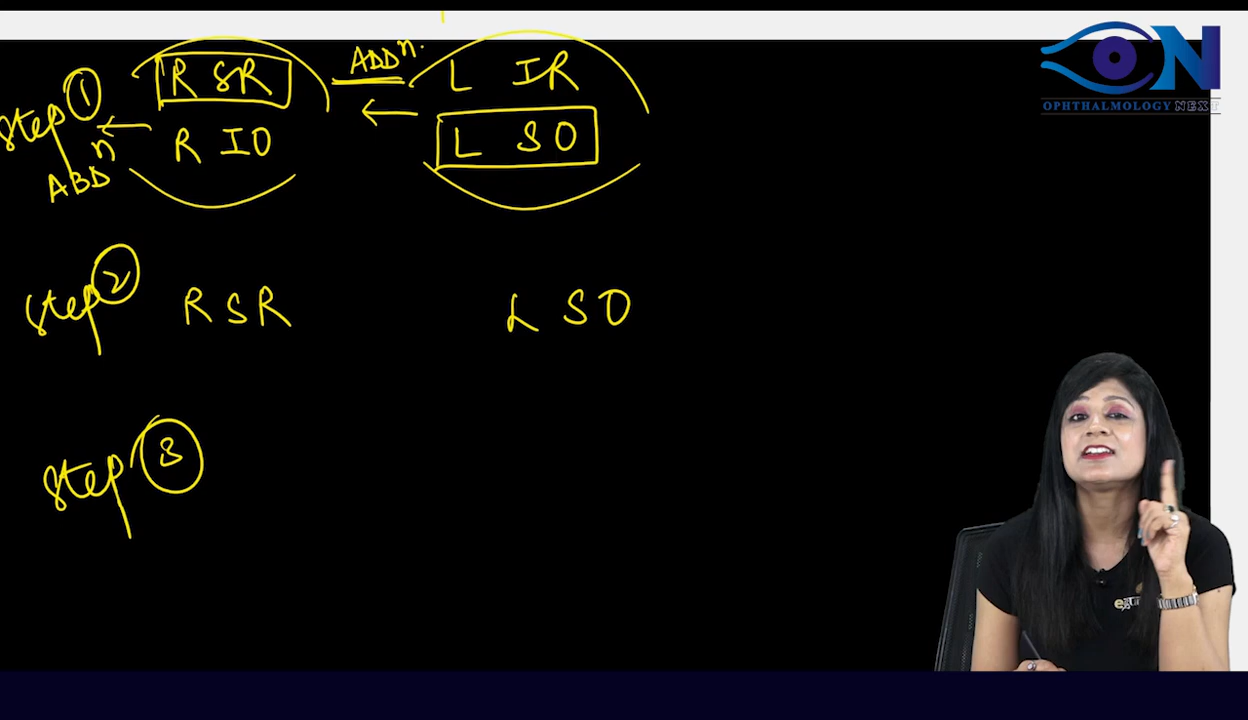 ADDⁿ.
R SR L IR
Step 1
R IO L SO
ABDⁿ
Step 2 R S R L S O
Step 3
ON
OPHTHALMOLOGY NEXT